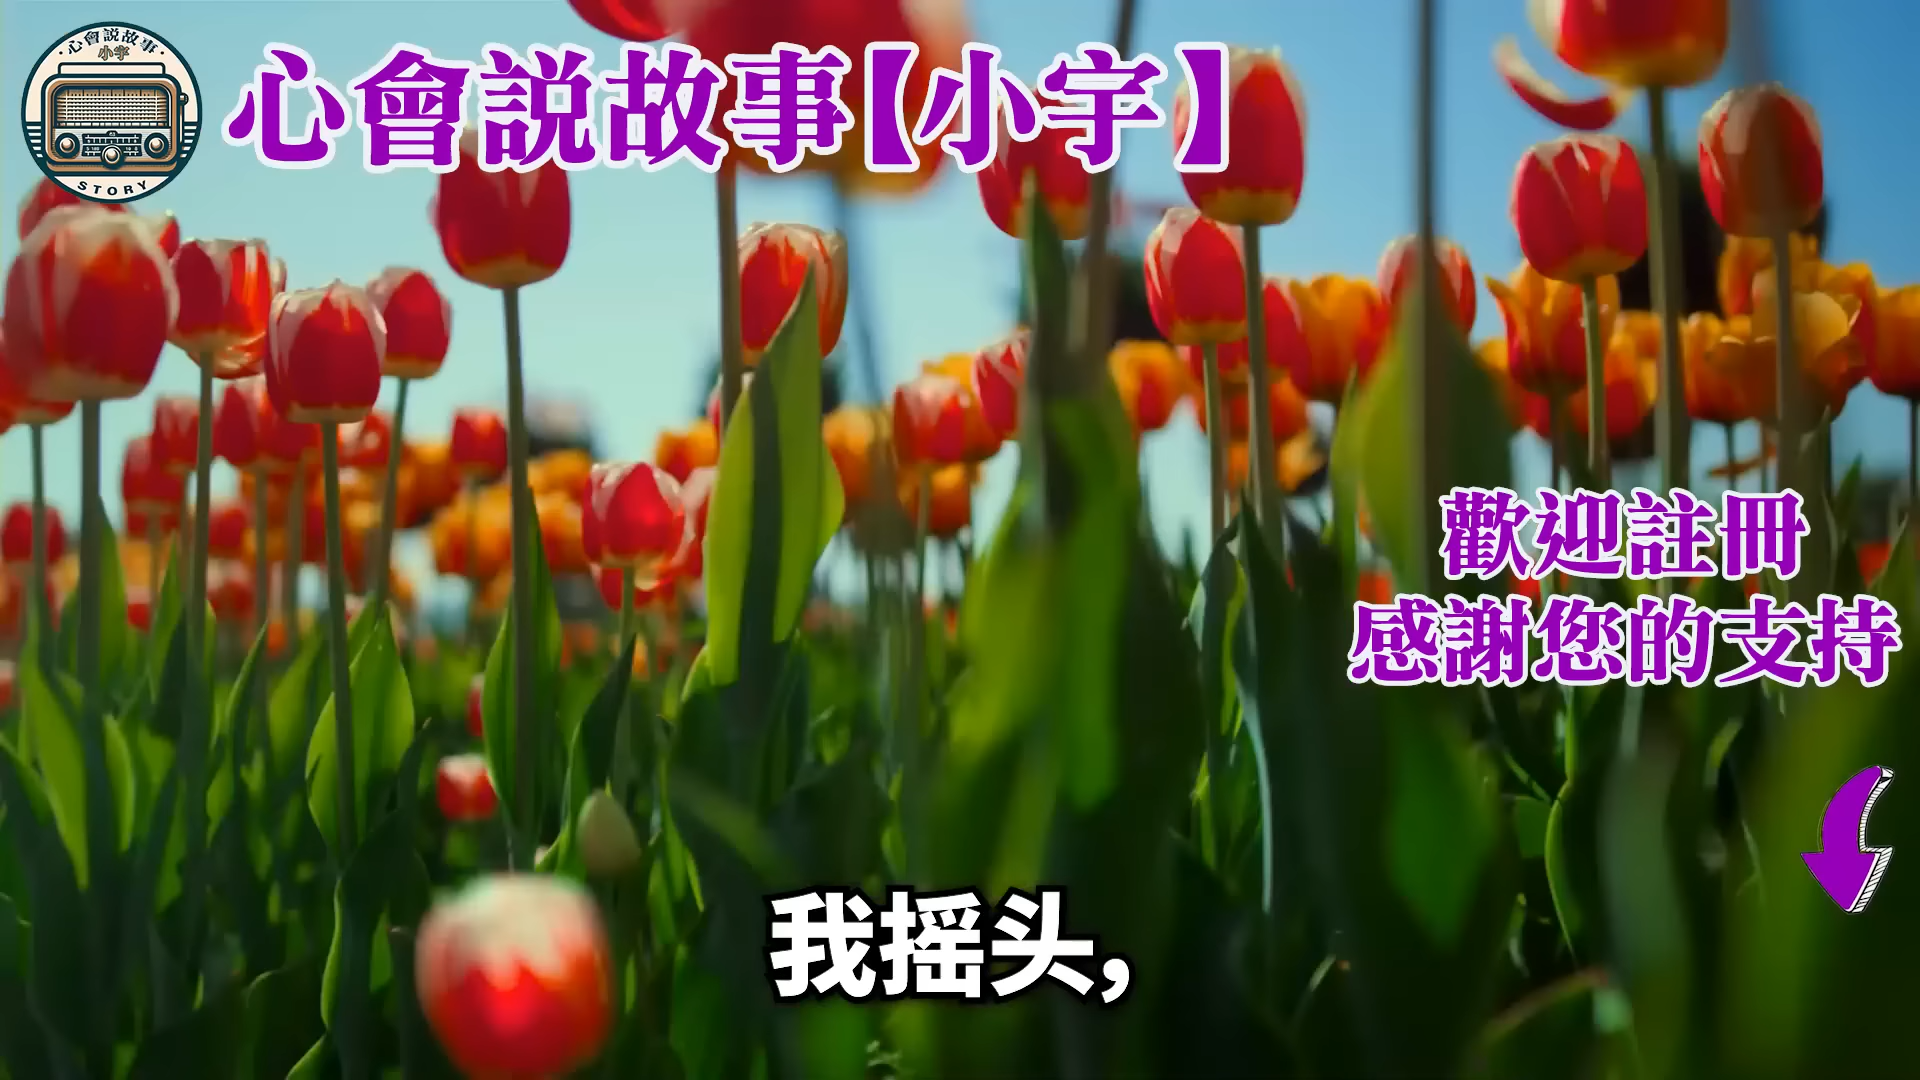 ·心會説故事·
小宇
STORY
心會説故事【小宇】
歡迎註冊
感謝您的支持
我摇头，